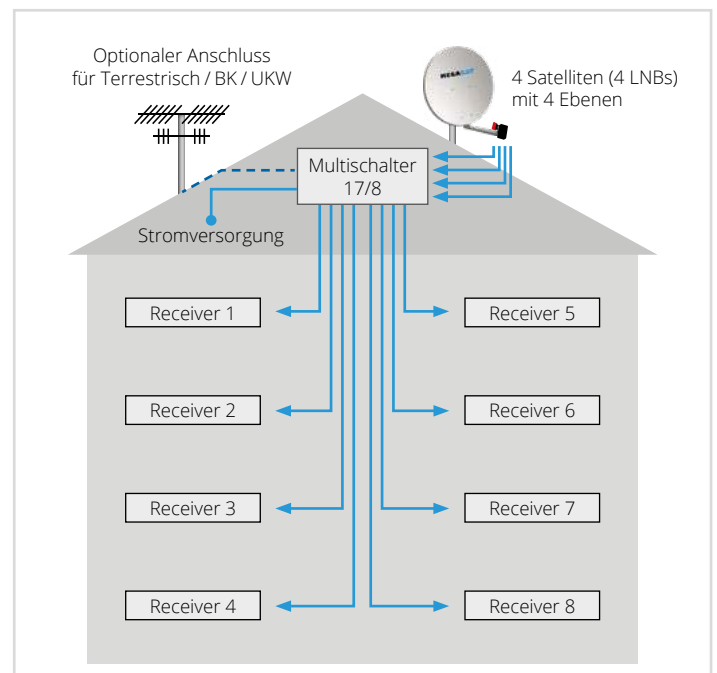 Optionaler Anschluss
für Terrestrisch / BK / UKW
MEGASAT
4 Satelliten (4 LNBs)
mit 4 Ebenen
Multischalter
17/8
Stromversorgung
Receiver 1
Receiver 5
Receiver 2
Receiver 6
Receiver 3
Receiver 7
Receiver 4
Receiver 8